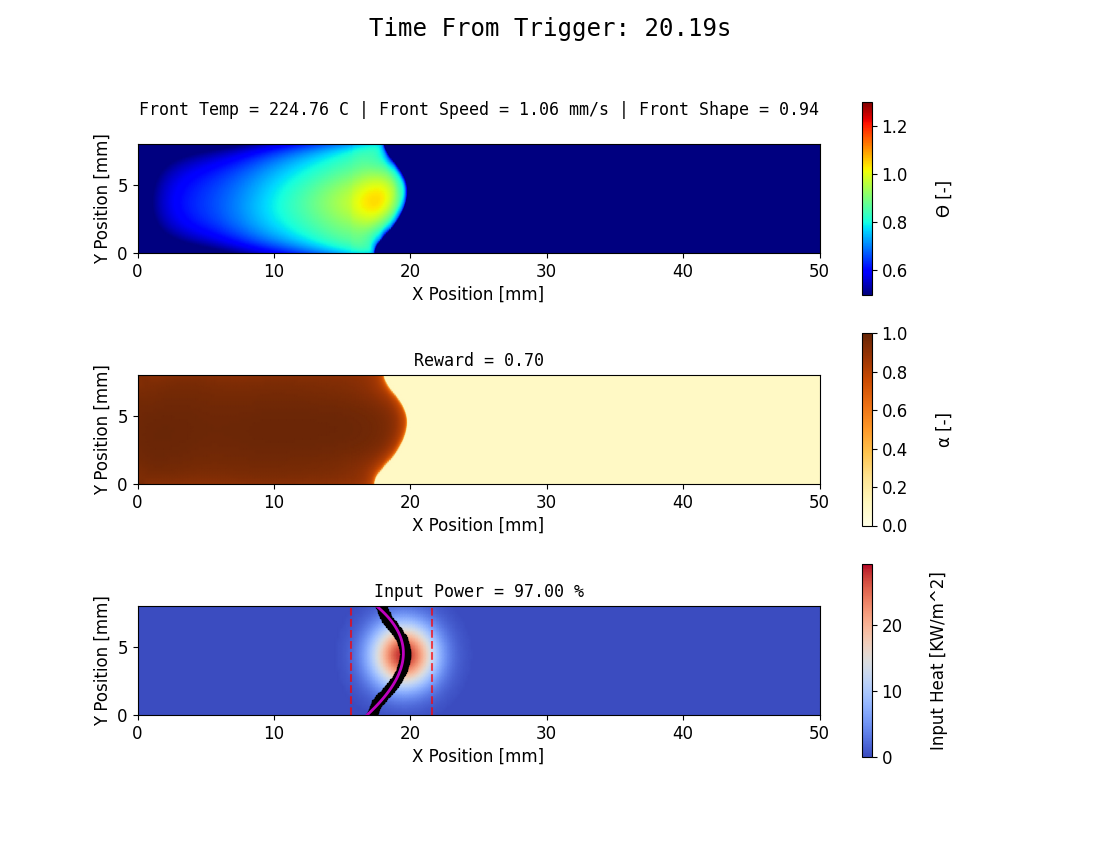 Time From Trigger: 20.19s
Front Temp = 224.76 C | Front Speed = 1.06 mm/s | Front Shape = 0.94
Y Position [mm]
5
0
0 10 20 30 40 50
X Position [mm]
1.2
1.0
0.8
0.6
Θ [-]
Reward = 0.70
Y Position [mm]
5
0
0 10 20 30 40 50
X Position [mm]
1.0
0.8
0.6
0.4
0.2
0.0
α [-]
Input Power = 97.00 %
Y Position [mm]
5
0
0 10 20 30 40 50
X Position [mm]
20
10
0
Input Heat [KW/m^2]